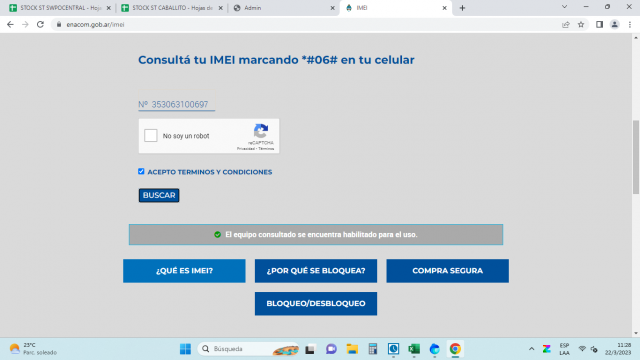 STOCK ST SWPOCENTRAL - Hojas
STOCK ST CABALLITO - Hojas de
Admin
IMEI
enacom.gob.ar/imei
Consultá tu IMEI marcando *#06# en tu celular
Nº 353063100697
No soy un robot
reCAPTCHA
Privacidad - Términos
ACEPTO TERMINOS Y CONDICIONES
BUSCAR
El equipo consultado se encuentra habilitado para el uso.
¿QUÉ ES IMEI?
¿POR QUÉ SE BLOQUEA?
COMPRA SEGURA
BLOQUEO/DESBLOQUEO
23°C
Parc. soleado
Búsqueda
ESP
LAA
11:28
22/3/2023